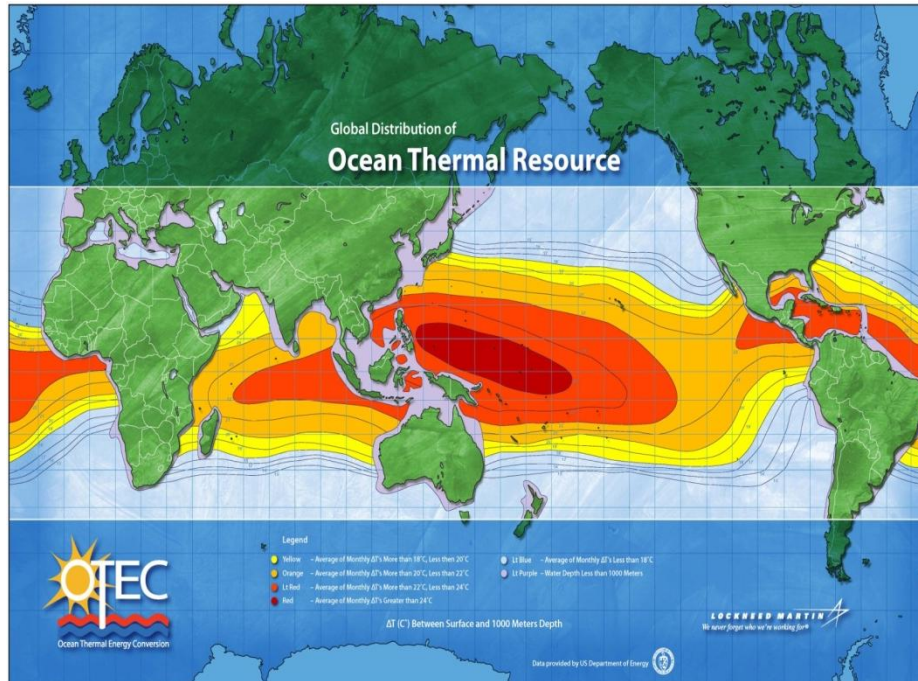 Global Distribution of
Ocean Thermal Resource
Legend
Yellow – Average of Monthly ΔT's More than 18°C, Less then 20°C
Orange – Average of Monthly ΔT's More than 20°C, Less than 22°C
Lt Red – Average of Monthly ΔT's More than 22°C, Less than 24°C
Red – Average of Monthly ΔT's Greater than 24°C
Lt Blue – Average of Monthly ΔT's Less than 18°C
Lt Purple – Water Depth Less than 1000 Meters
ΔT (C°) Between Surface and 1000 Meters Depth
OTEC
Ocean Thermal Energy Conversion
LOCKHEED MARTIN
We never forget who we're working for®
Data provided by US Department of Energy